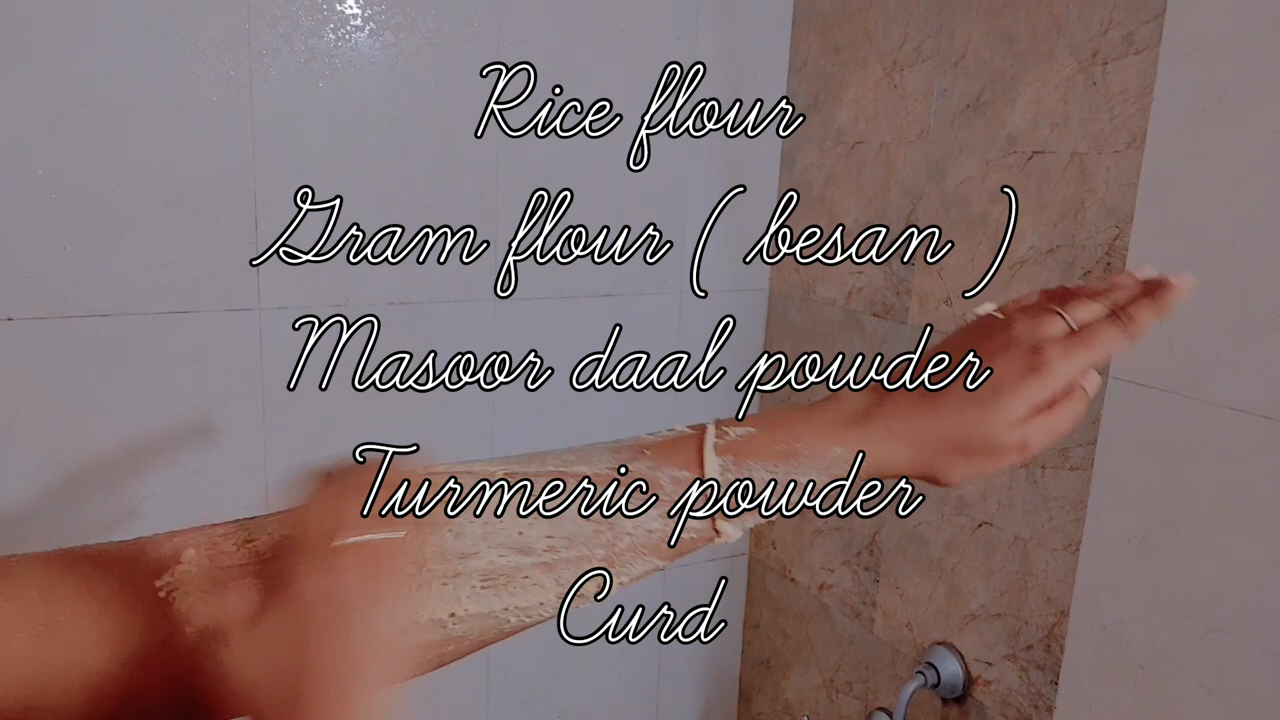 Rice flour
Gram flour ( besan )
Masoor daal powder
Turmeric powder
Curd